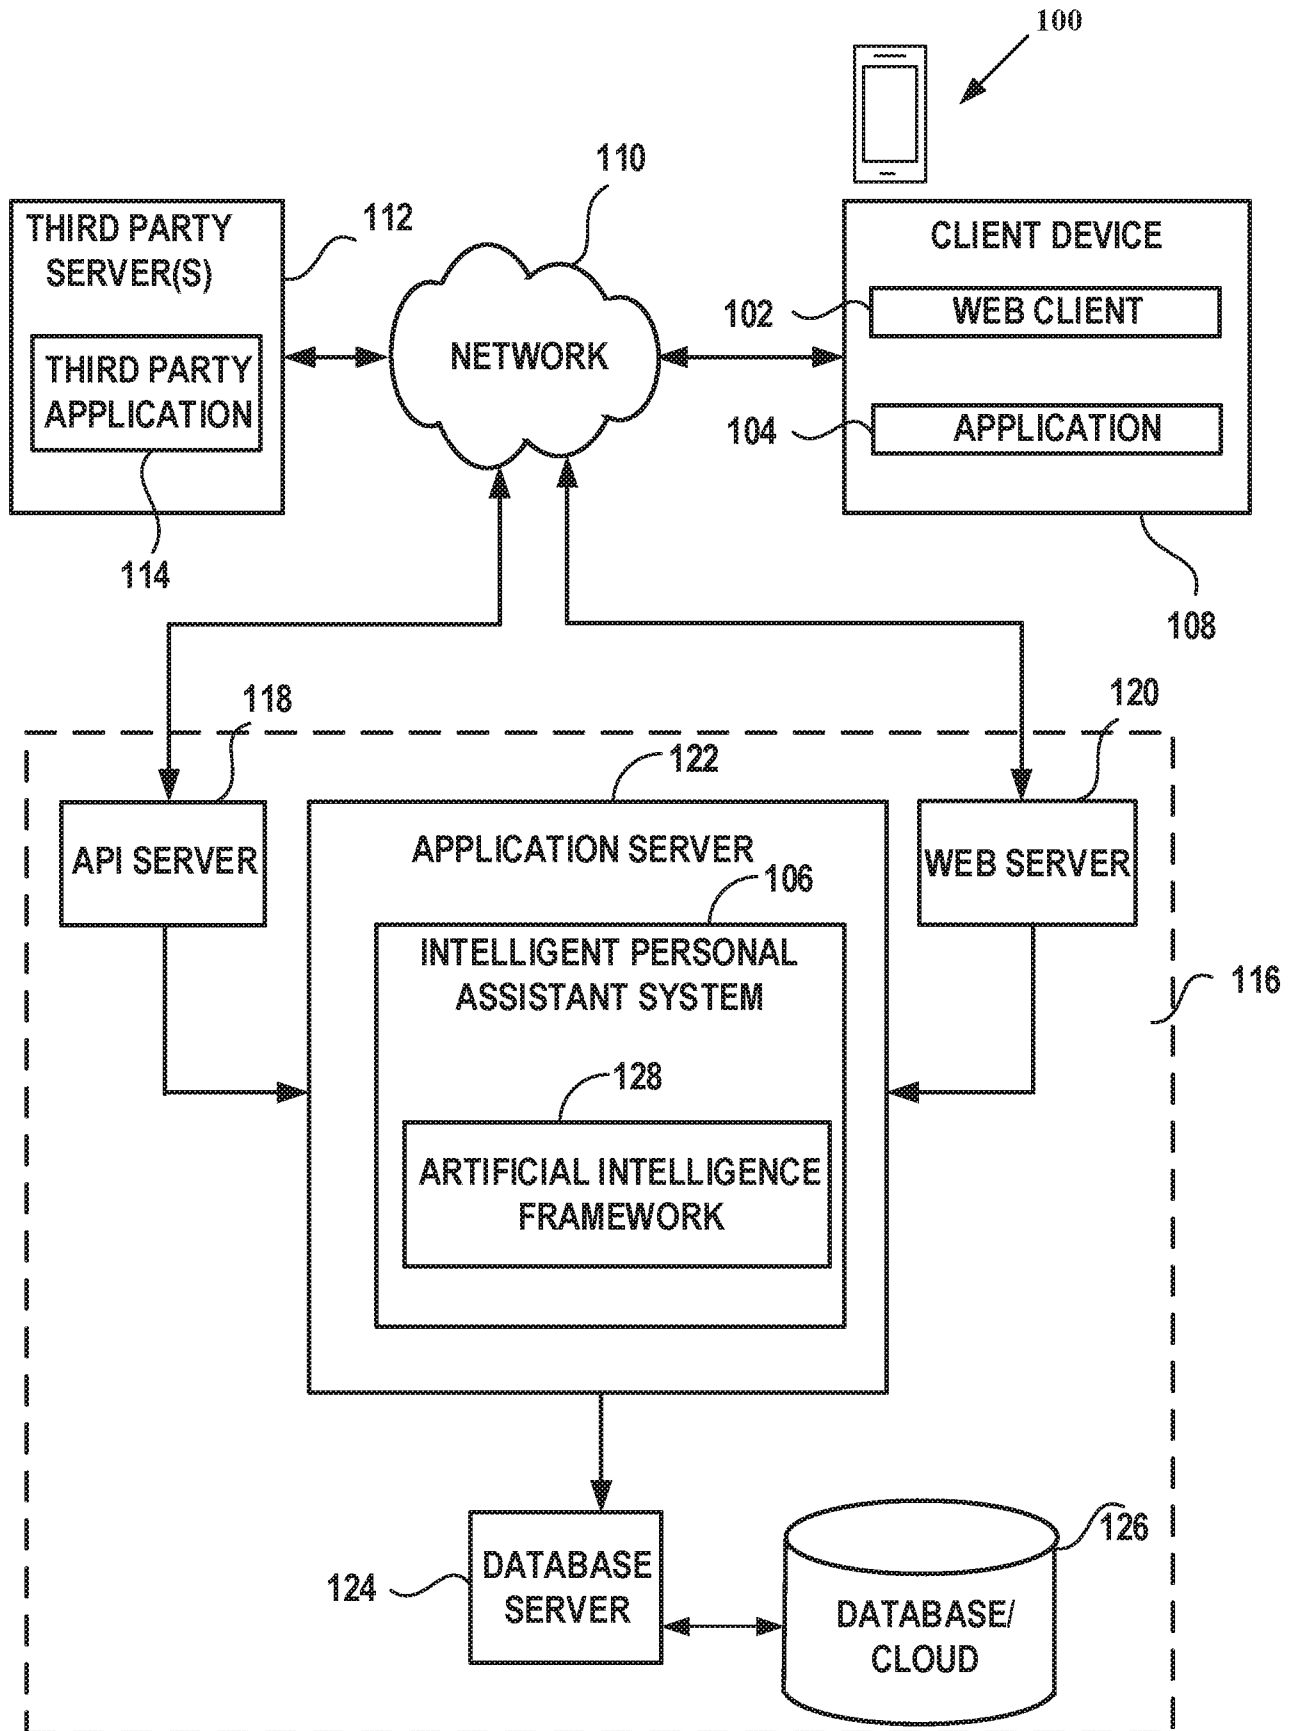 100
110
THIRD PARTY
SERVER(S)
112
CLIENT DEVICE
102
WEB CLIENT
NETWORK
THIRD PARTY
APPLICATION
104
APPLICATION
114
108
118
120
122
API SERVER
APPLICATION SERVER
WEB SERVER
106
INTELLIGENT PERSONAL
ASSISTANT SYSTEM
116
128
ARTIFICIAL INTELLIGENCE
FRAMEWORK
126
124
DATABASE
SERVER
DATABASE/
CLOUD